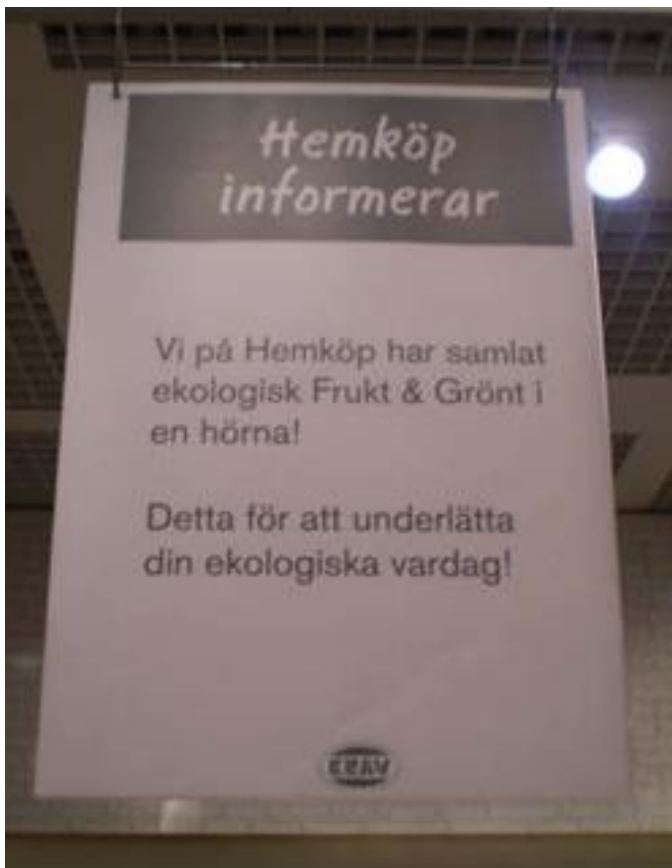 Hemköp
informerar
Vi på Hemköp har samlat
ekologisk Frukt & Grönt i
en hörna!
Detta för att underlätta
din ekologiska vardag!
KRAV